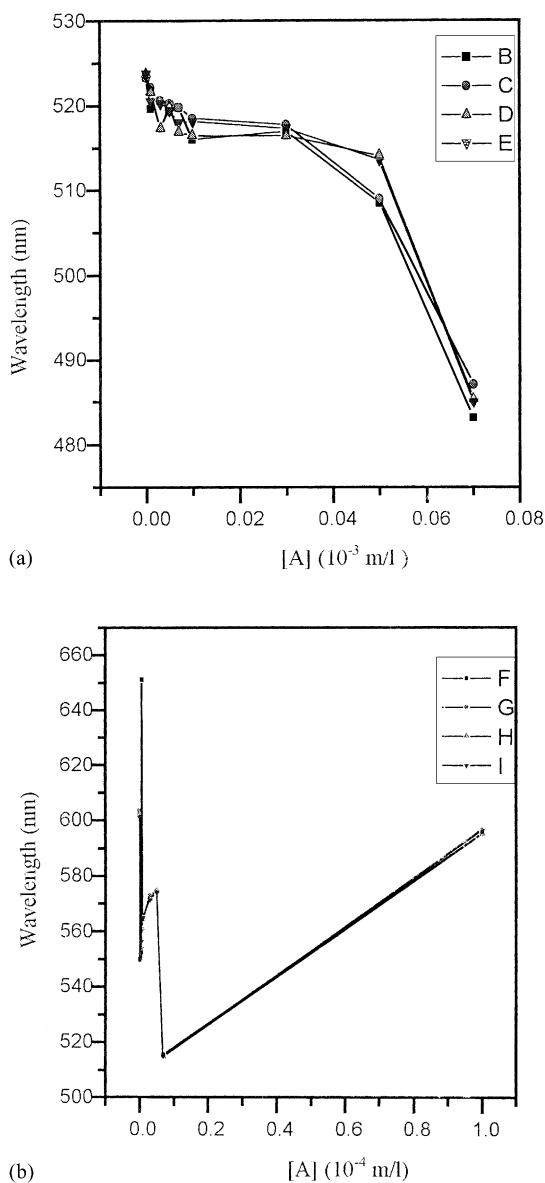 530
520
510
500
490
480
Wavelength (nm)
B
C
D
E
0.00 0.02 0.04 0.06 0.08
(a) [A] (10⁻³ m/l )
660
640
620
600
580
560
540
520
500
Wavelength (nm)
F
G
H
I
0.0 0.2 0.4 0.6 0.8 1.0
(b) [A] (10⁻⁴ m/l)